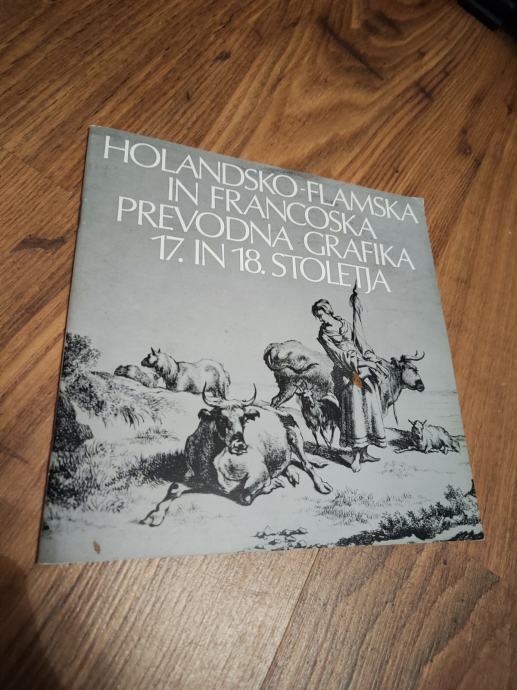 HOLANDSKO-FLAMSKA
IN FRANCOSKA
PREVODNA GRAFIKA
17. IN 18. STOLETJA